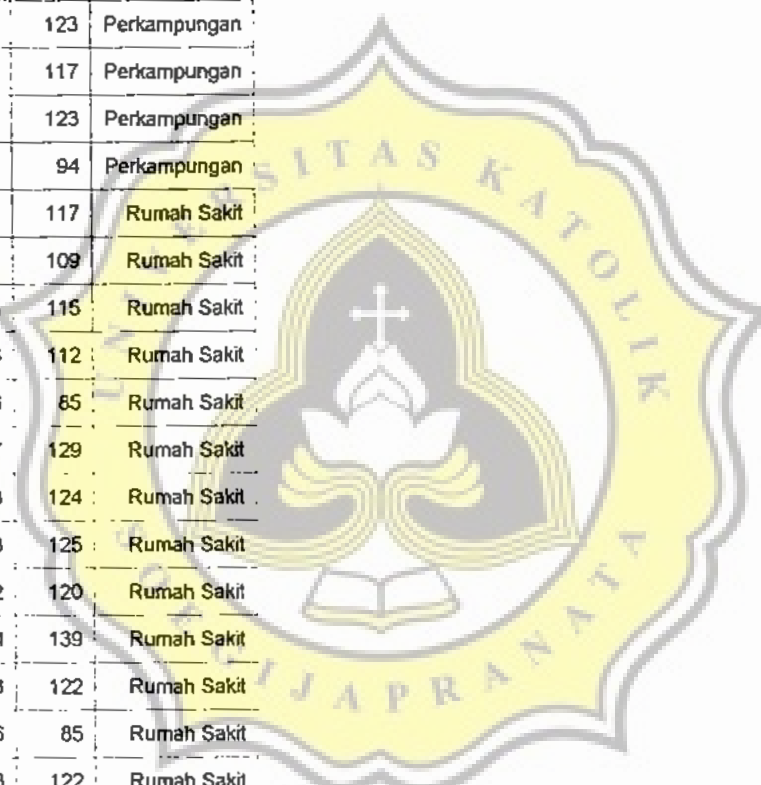 123 Perkampungan
117 Perkampungan
123 Perkampungan
94 Perkampungan
117 Rumah Sakit
109 Rumah Sakit
115 Rumah Sakit
112 Rumah Sakit
85 Rumah Sakit
129 Rumah Sakit
124 Rumah Sakit
125 Rumah Sakit
120 Rumah Sakit
139 Rumah Sakit
122 Rumah Sakit
85 Rumah Sakit
122 Rumah Sakit
UNIVERSITAS KATOLIK
SOEGIJAPRANATA